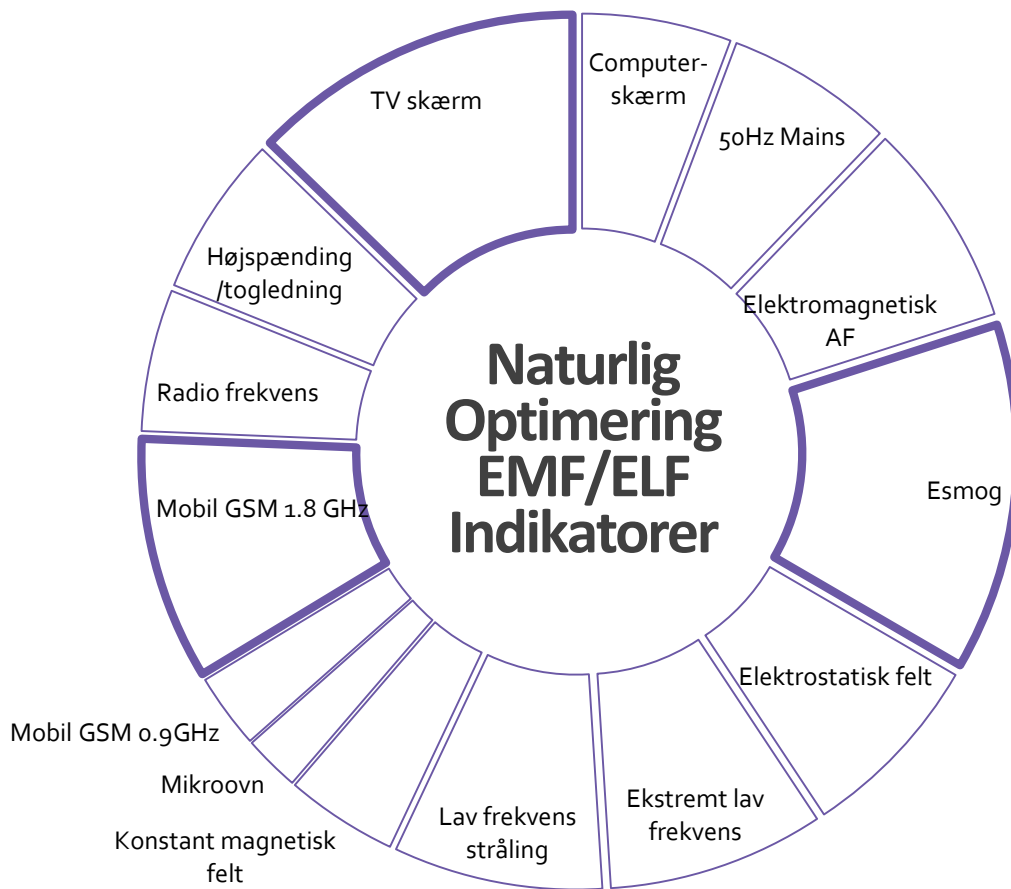 TV skærm
Computer-
skærm
50Hz Mains
Elektromagnetisk
AF
Esmog
Elektrostatisk felt
Ekstremt lav
frekvens
Lav frekvens
stråling
Konstant magnetisk
felt
Mikroovn
Mobil GSM 0.9GHz
Mobil GSM 1.8 GHz
Radio frekvens
Højspænding
/togledning
Naturlig
Optimering
EMF/ELF
Indikatorer